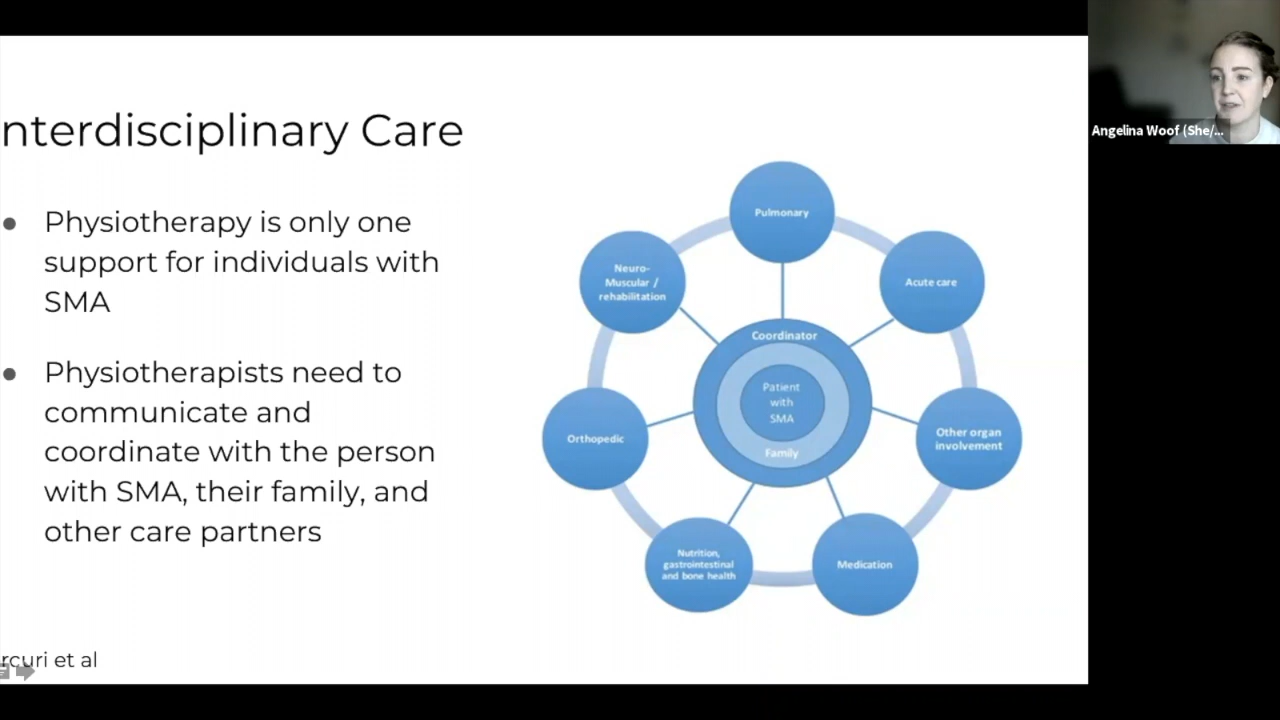 nterdisciplinary Care
● Physiotherapy is only one
support for individuals with
SMA
● Physiotherapists need to
communicate and
coordinate with the person
with SMA, their family, and
other care partners
rcuri et al
Pulmonary
Acute care
Other organ
involvement
Medication
Nutrition,
gastrointestinal
and bone health
Orthopedic
Neuro-
Muscular /
rehabilitation
Coordinator
Patient
with
SMA
Family
Angelina Woof (She/...